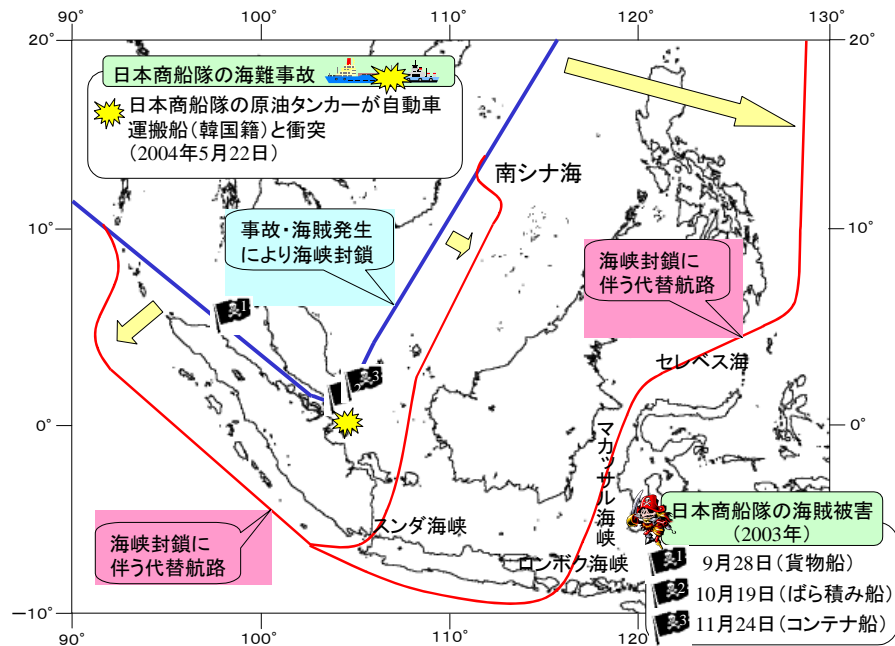 90°
100°
110°
120°
130°
20°
20°
日本商船隊の海難事故
日本商船隊の原油タンカーが自動車
運搬船(韓国籍)と衝突
(2004年5月22日)
南シナ海
10°
10°
事故・海賊発生
により海峡封鎖
海峡封鎖に
伴う代替航路
1
セレベス海
2
3
0°
0°
マカッサル海峡
日本商船隊の海賊被害
(2003年)
スンダ海峡
海峡封鎖に
伴う代替航路
ロンボク海峡
1
9月28日(貨物船)
2
10月19日(ばら積み船)
3
11月24日(コンテナ船)
−10°
90°
100°
110°
120°